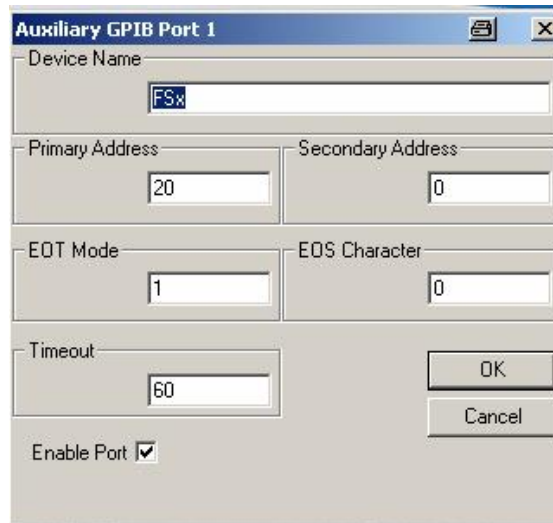 Auxiliary GPIB Port 1
Device Name
FSx
Primary Address
Secondary Address
20
0
EOT Mode
EOS Character
1
0
Timeout
60
OK
Cancel
Enable Port